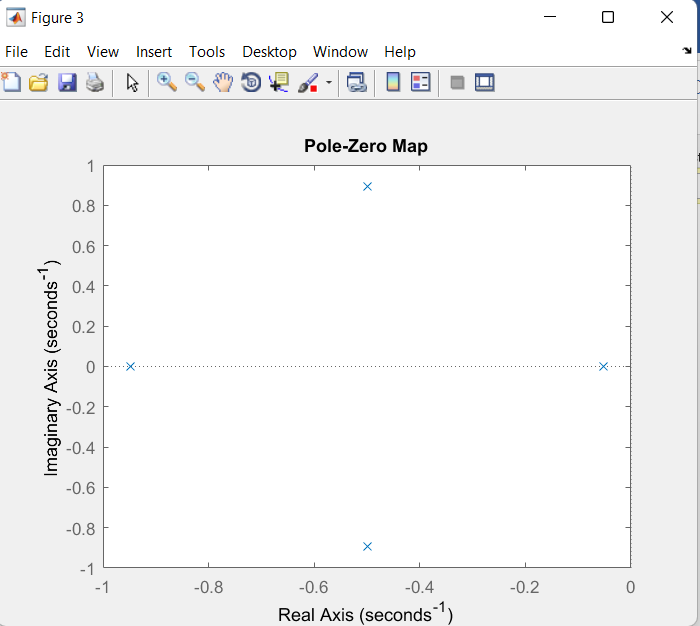 Figure 3
File Edit View Insert Tools Desktop Window Help
Pole-Zero Map
1
0.8
0.6
0.4
0.2
0
-0.2
-0.4
-0.6
-0.8
-1
Imaginary Axis (seconds⁻¹)
-1 -0.8 -0.6 -0.4 -0.2 0
Real Axis (seconds⁻¹)